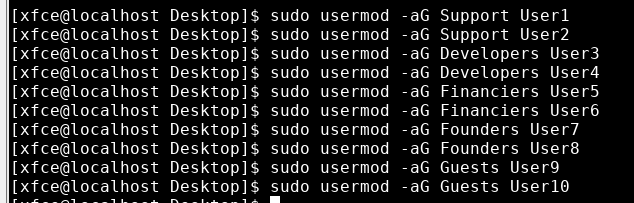 [xfce@localhost Desktop]$ sudo usermod -aG Support User1
[xfce@localhost Desktop]$ sudo usermod -aG Support User2
[xfce@localhost Desktop]$ sudo usermod -aG Developers User3
[xfce@localhost Desktop]$ sudo usermod -aG Developers User4
[xfce@localhost Desktop]$ sudo usermod -aG Financiers User5
[xfce@localhost Desktop]$ sudo usermod -aG Financiers User6
[xfce@localhost Desktop]$ sudo usermod -aG Founders User7
[xfce@localhost Desktop]$ sudo usermod -aG Founders User8
[xfce@localhost Desktop]$ sudo usermod -aG Guests User9
[xfce@localhost Desktop]$ sudo usermod -aG Guests User10
[xfce@localhost Desktop]$